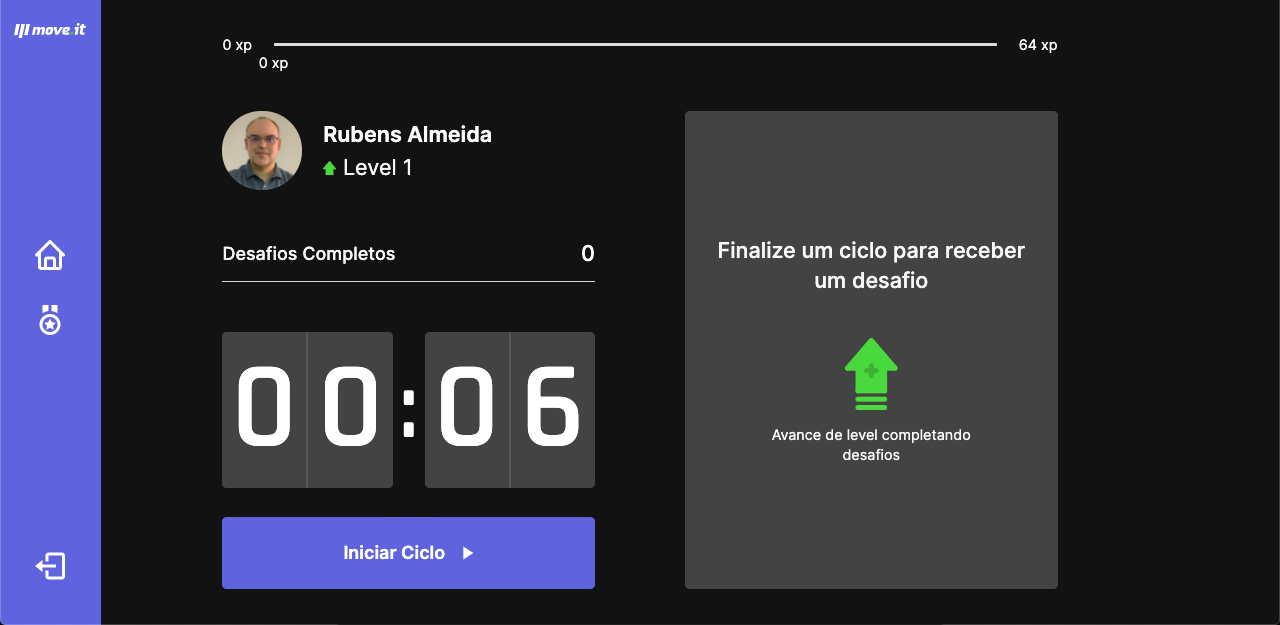 move.it
0 xp
64 xp
0 xp
Rubens Almeida
Level 1
Desafios Completos 0
00:06
Iniciar Ciclo
Finalize um ciclo para receber
um desafio
Avance de level completando
desafios